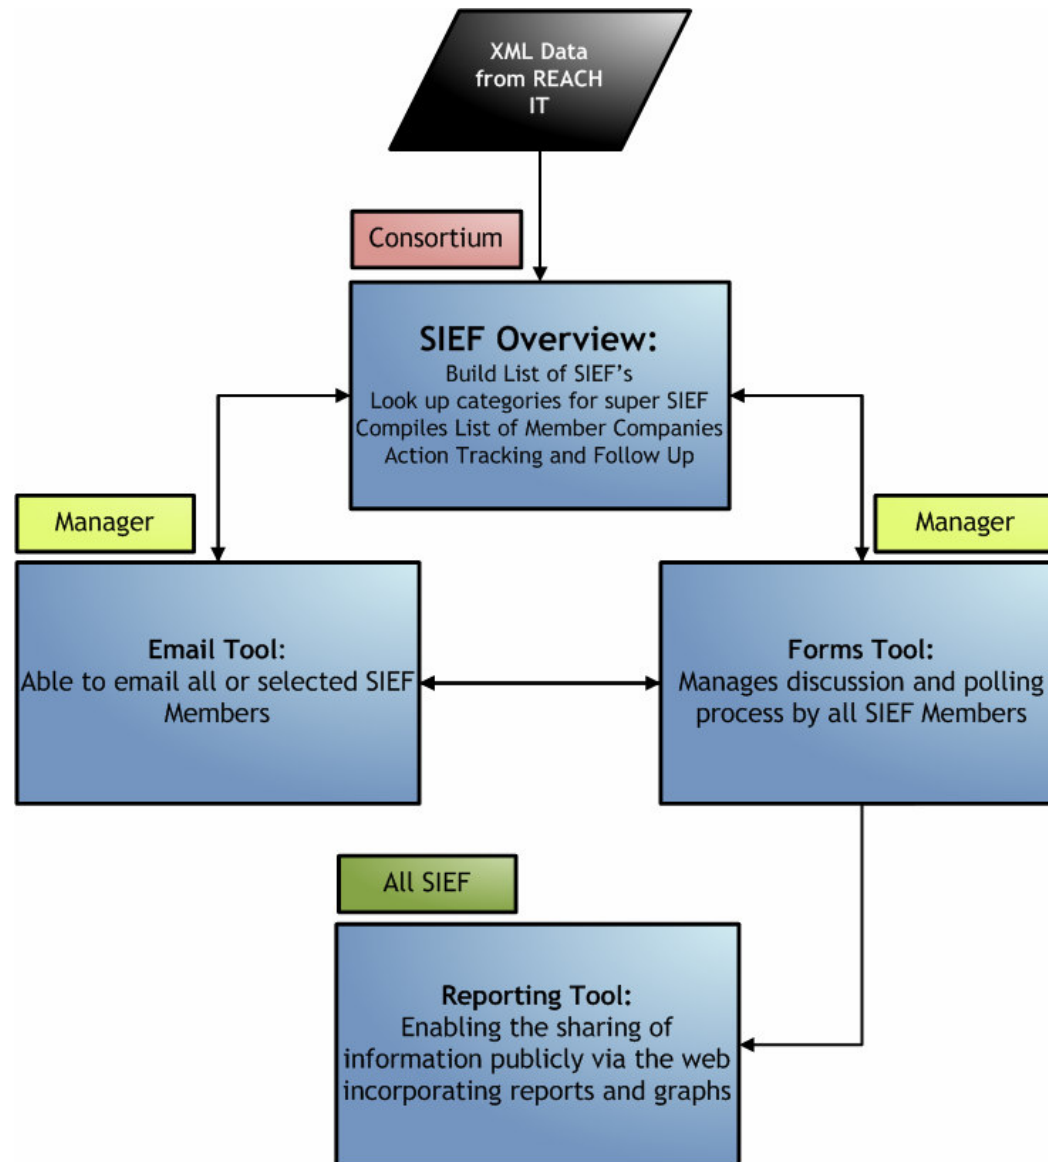 XML Data
from REACH
IT
Consortium
SIEF Overview:
Build List of SIEF's
Look up categories for super SIEF
Compiles List of Member Companies
Action Tracking and Follow Up
Manager
Manager
Email Tool:
Able to email all or selected SIEF
Members
Forms Tool:
Manages discussion and polling
process by all SIEF Members
All SIEF
Reporting Tool:
Enabling the sharing of
information publicly via the web
incorporating reports and graphs